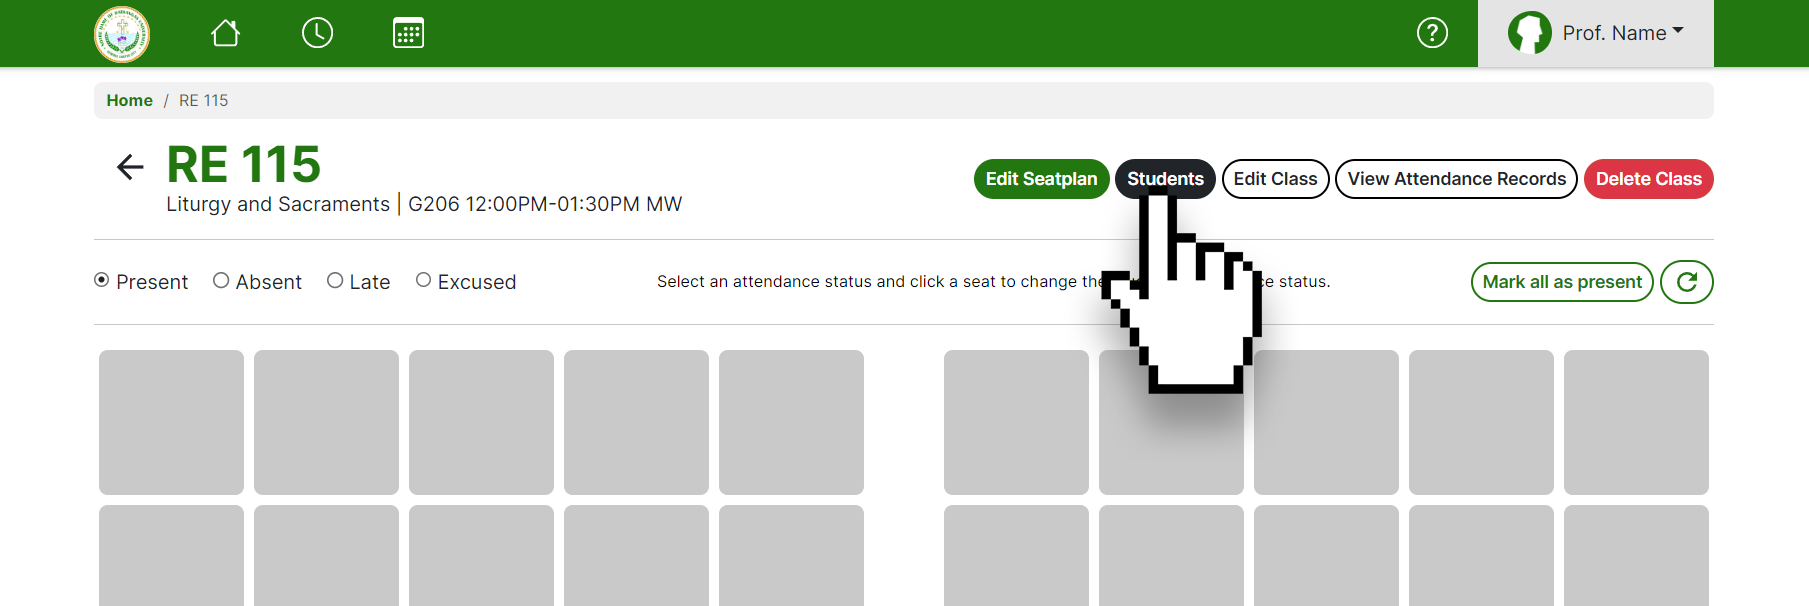 Prof. Name
Home / RE 115
RE 115
Liturgy and Sacraments | G206 12:00PM-01:30PM MW
Edit Seatplan
Students
Edit Class
View Attendance Records
Delete Class
Present
Absent
Late
Excused
Select an attendance status and click a seat to change the status.
Mark all as present